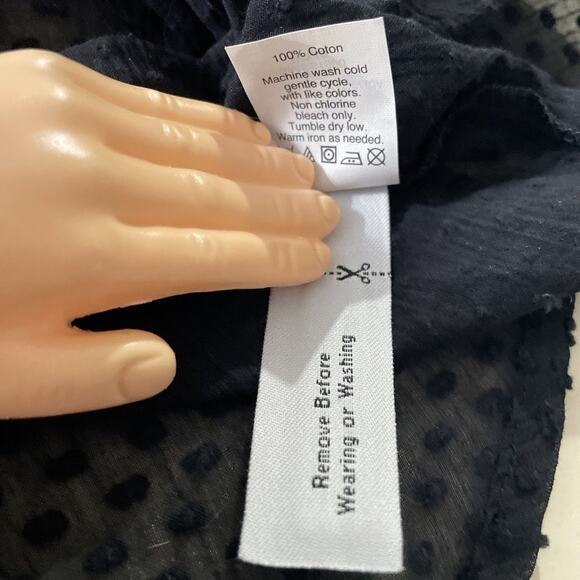 100% Coton
Machine wash cold
gentle cycle,
with like colors.
Non chlorine
bleach only.
Tumble dry low.
Warm iron as needed.
Remove Before
Wearing or Washing